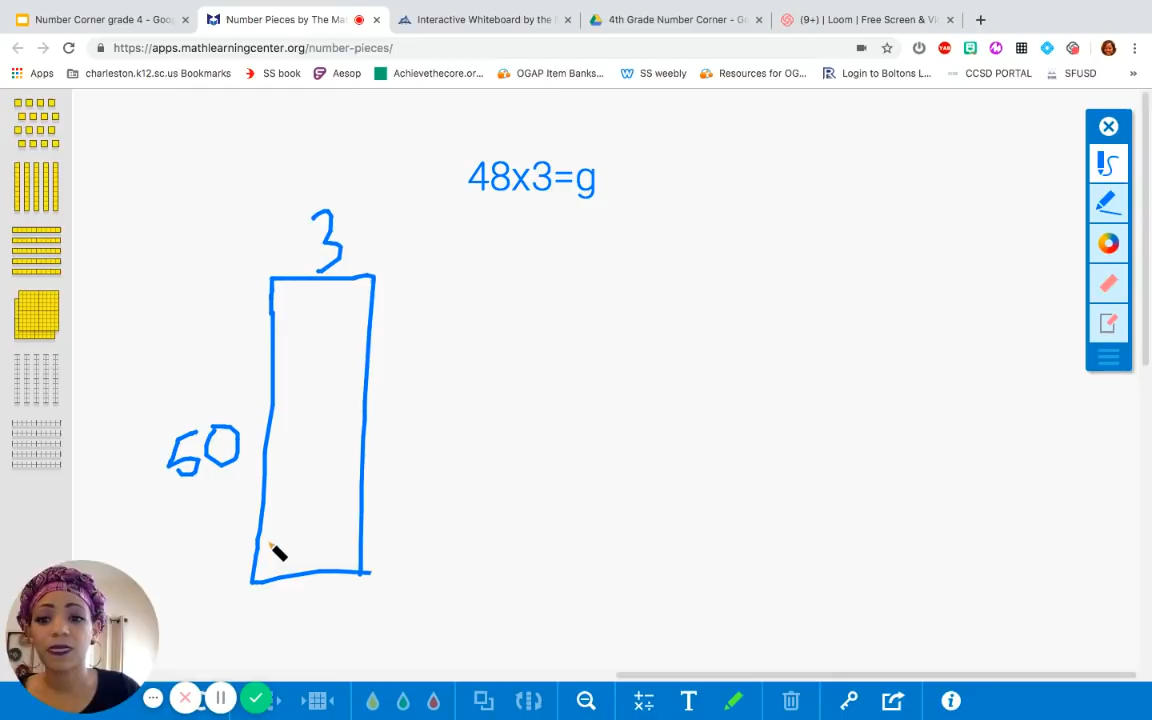 Number Corner grade 4 - Goog
Number Pieces by The Ma
Interactive Whiteboard by the
4th Grade Number Corner - Go
(9+) | Loom | Free Screen & Vi
https://apps.mathlearningcenter.org/number-pieces/
Apps
charleston.k12.sc.us Bookmarks
SS book
Aesop
Achievethecore.or...
OGAP Item Banks...
SS weekly
Resources for OG...
Login to Boltons L...
CCSD PORTAL
SFUSD
»
48x3=g
3
50
T